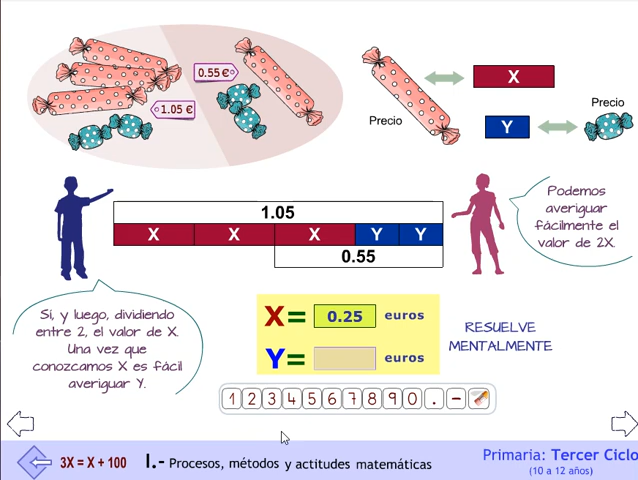 0.55 €
1.05 €
X
Precio
Y
Precio
1.05
X X X Y Y
0.55
Podemos
averiguar
fácilmente el
valor de 2X.
Si, y luego, dividiendo
entre 2, el valor de X.
Una vez que
conozcamos X es fácil
averiguar Y.
X= 0.25 euros
Y= euros
RESUELVE
MENTALMENTE
1 2 3 4 5 6 7 8 9 0 . -
3X = X + 100 I.- Procesos, métodos y actitudes matemáticas
Primaria: Tercer Ciclo
(10 a 12 años)